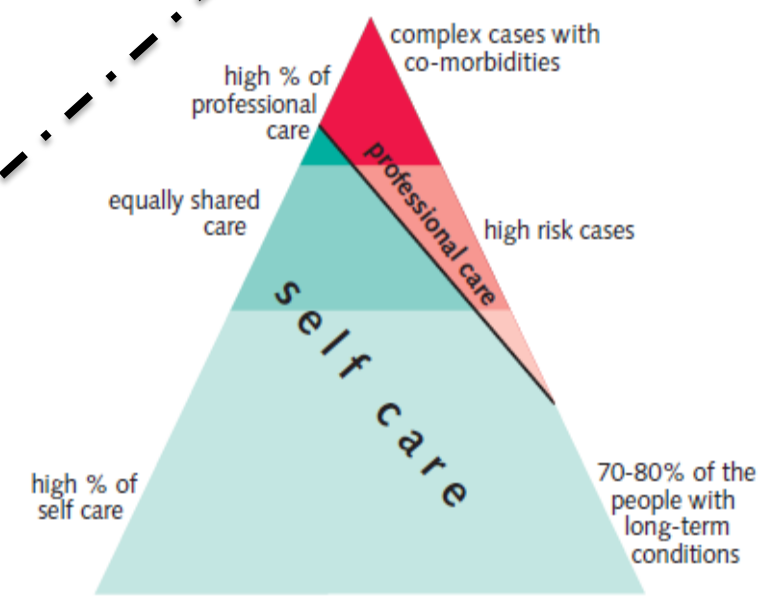 complex cases with
co-morbidities
high % of
professional
care
professional care
equally shared
care
high risk cases
self care
high % of
self care
70-80% of the
people with
long-term
conditions